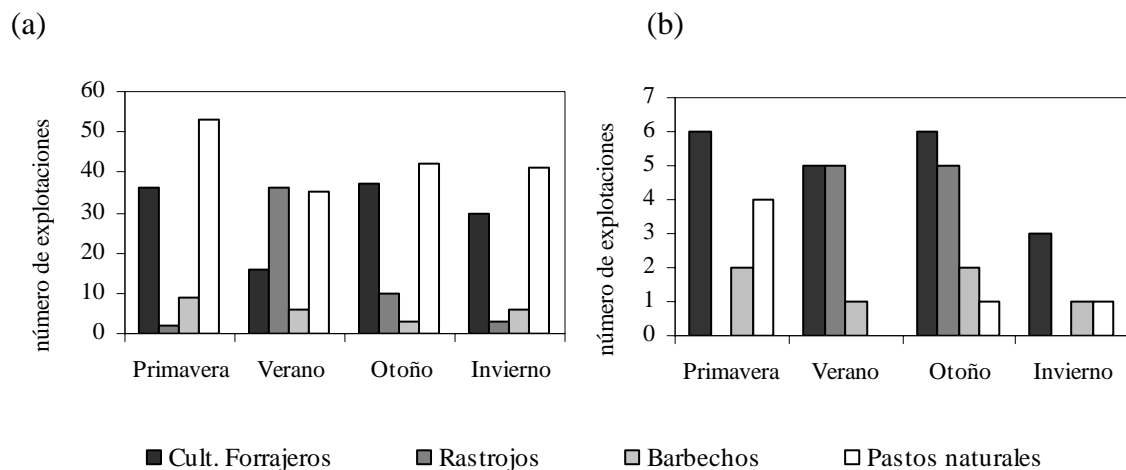 (a)
(b)
número de explotaciones
60
50
40
30
20
10
0
Primavera Verano Otoño Invierno
número de explotaciones
7
6
5
4
3
2
1
0
Primavera Verano Otoño Invierno
Cult. Forrajeros Rastrojos Barbechos Pastos naturales